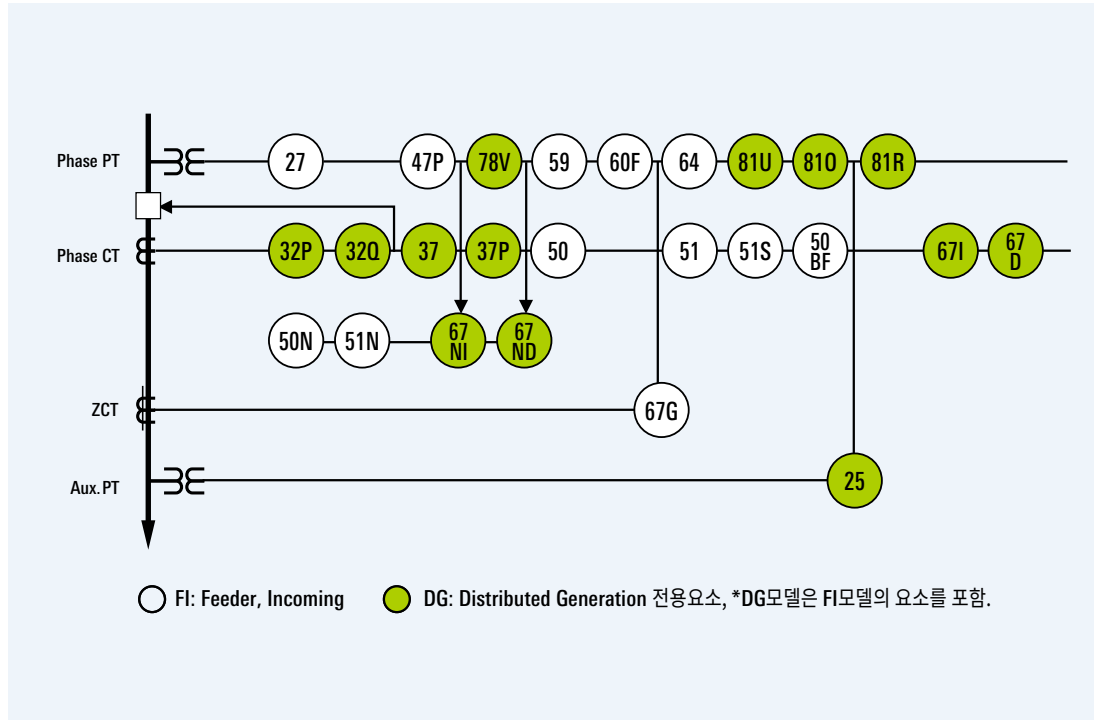 Phase PT
27
47P
78V
59
60F
64
81U
81O
81R
Phase CT
32P
32Q
37
37P
50
51
51S
50
BF
67I
67
D
50N
51N
67
NI
67
ND
ZCT
67G
Aux. PT
25
FI: Feeder, Incoming
DG: Distributed Generation 전용요소, *DG모델은 FI모델의 요소를 포함.